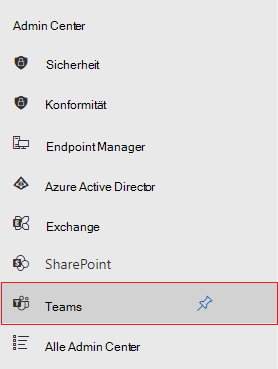 Admin Center
Sicherheit
Konformität
Endpoint Manager
Azure Active Director
Exchange
SharePoint
Teams
Alle Admin Center